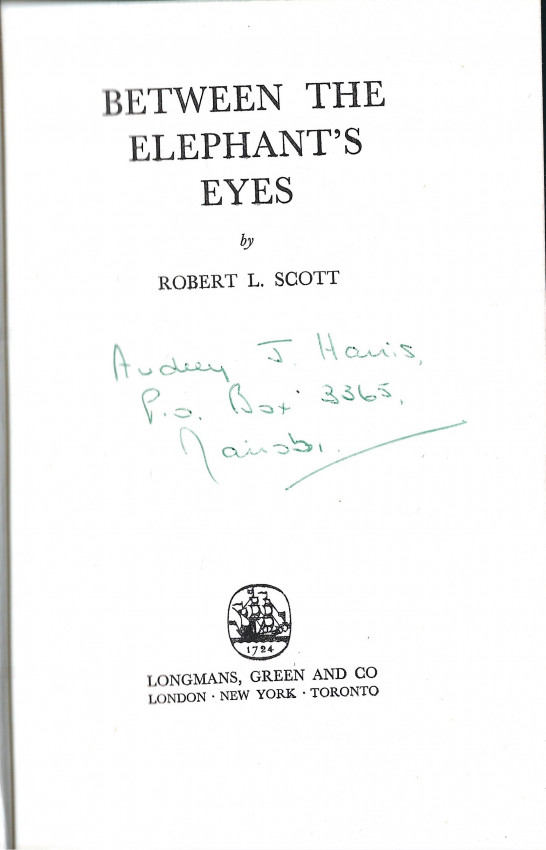 BETWEEN THE
ELEPHANT'S
EYES
by
ROBERT L. SCOTT
Audrey J. Harris,
P.o. Box 3365,
Nairobi.
1724
LONGMANS, GREEN AND CO
LONDON · NEW YORK · TORONTO